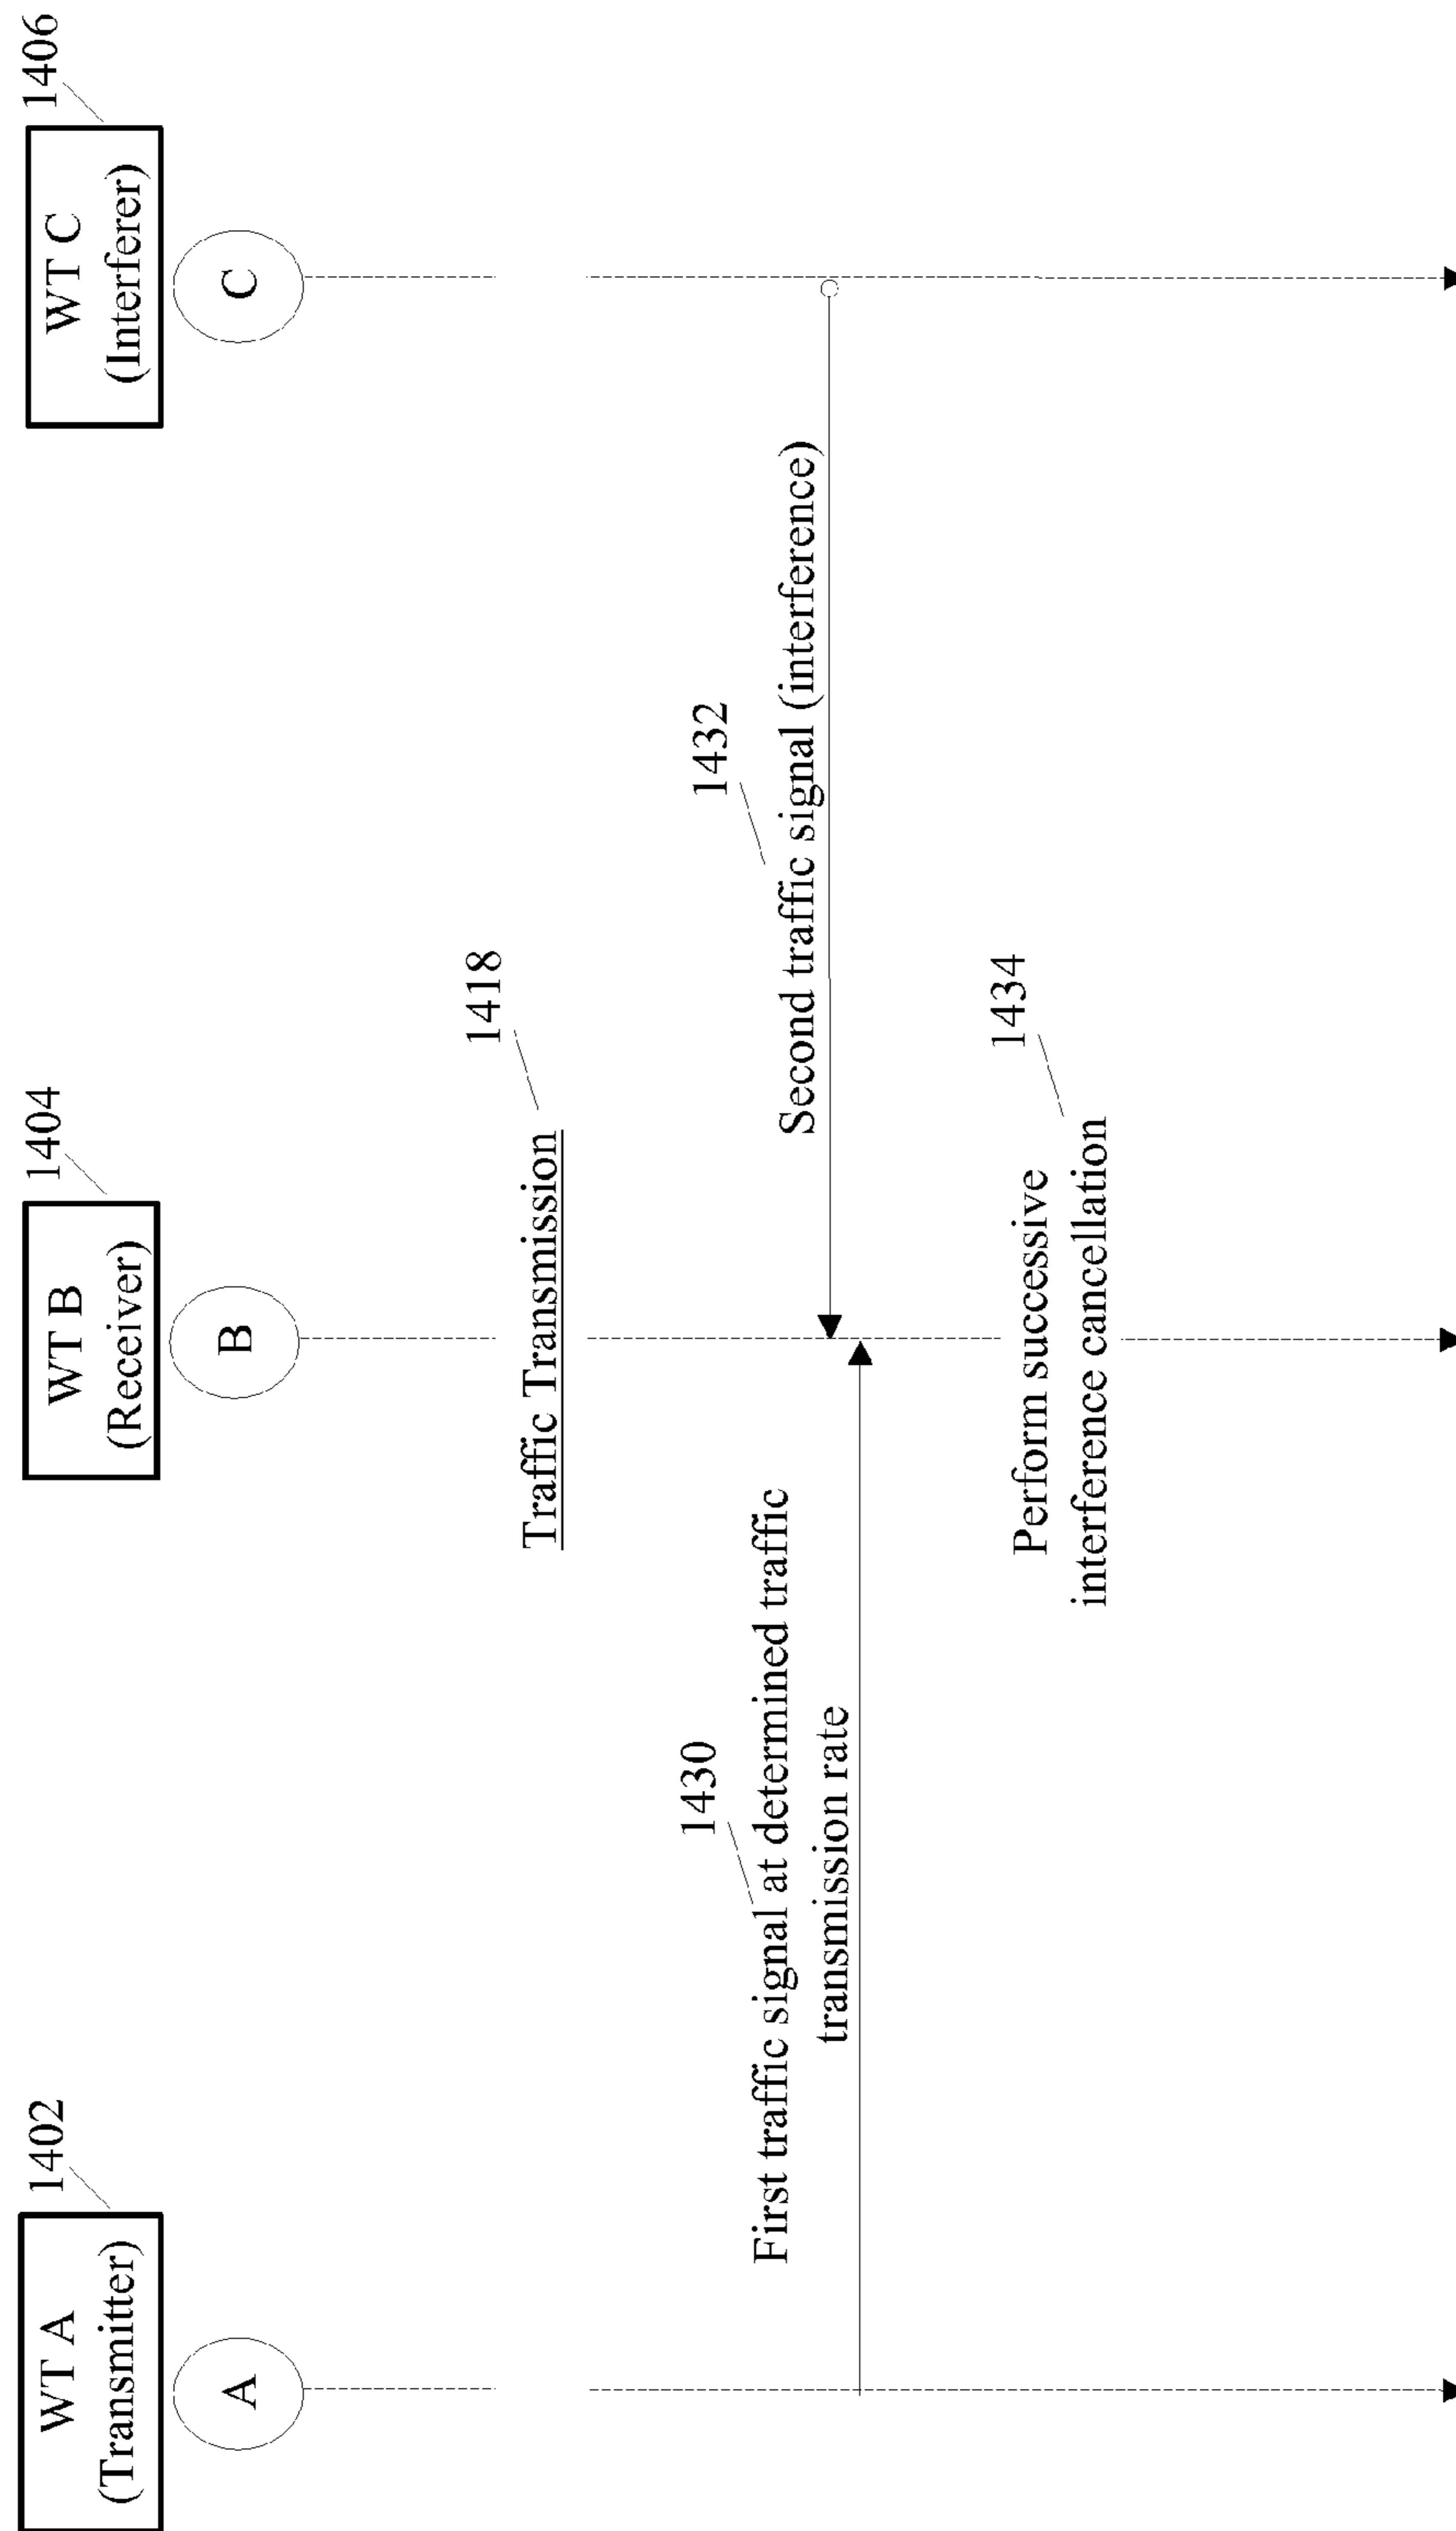 1402
WT A
(Transmitter)
A
1404
WT B
(Receiver)
B
1406
WT C
(Interferer)
C
1418
Traffic Transmission
1430
First traffic signal at determined traffic
transmission rate
1432
Second traffic signal (interference)
1434
Perform successive
interference cancellation